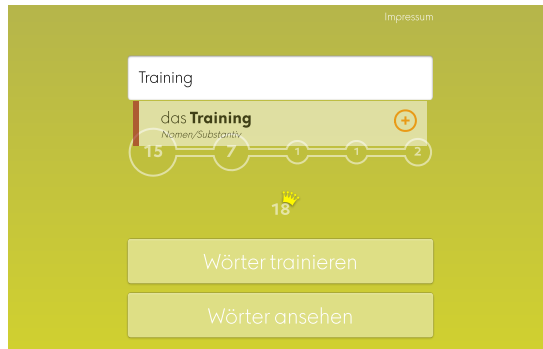 Impressum
Training
das Training
Nomen/Substantiv
15 7 1 1 2
18
Wörter trainieren
Wörter ansehen